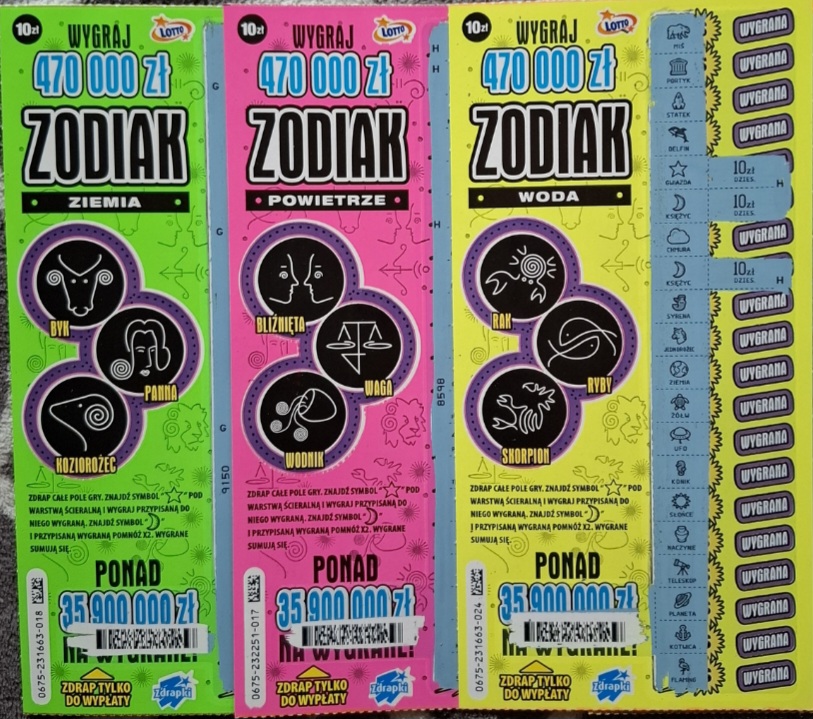 10zł
WYGRAJ
LOTTO
470 000 zł
ZODIAK
ZIEMIA
BYK
PANNA
KOZIOROŻEC
ZDRAP CAŁE POLE GRY. ZNAJDŹ SYMBOL POD
WARSTWĄ ŚCIERALNĄ I WYGRAJ PRZYPISANĄ DO
NIEGO WYGRANĄ. ZNAJDŹ SYMBOL
I PRZYPISANĄ WYGRANĄ POMNÓŻ X2. WYGRANE
SUMUJĄ SIĘ.
PONAD
35 900 000 zł
NA WYGRANE!
ZDRAP TYLKO
DO WYPŁATY
Zdrapki
0675-231663-018
G
G
G
9150
10zł
WYGRAJ
LOTTO
470 000 zł
ZODIAK
POWIETRZE
BLIŹNIĘTA
WAGA
WODNIK
ZDRAP CAŁE POLE GRY. ZNAJDŹ SYMBOL POD
WARSTWĄ ŚCIERALNĄ I WYGRAJ PRZYPISANĄ DO
NIEGO WYGRANĄ. ZNAJDŹ SYMBOL
I PRZYPISANĄ WYGRANĄ POMNÓŻ X2. WYGRANE
SUMUJĄ SIĘ.
PONAD
35 900 000 zł
NA WYGRANE!
ZDRAP TYLKO
DO WYPŁATY
Zdrapki
0675-232251-017
H
H
H
8598
10zł
WYGRAJ
LOTTO
470 000 zł
ZODIAK
WODA
RAK
RYBY
SKORPION
ZDRAP CAŁE POLE GRY. ZNAJDŹ SYMBOL POD
WARSTWĄ ŚCIERALNĄ I WYGRAJ PRZYPISANĄ DO
NIEGO WYGRANĄ. ZNAJDŹ SYMBOL
I PRZYPISANĄ WYGRANĄ POMNÓŻ X2. WYGRANE
SUMUJĄ SIĘ.
PONAD
35 900 000 zł
NA WYGRANE!
ZDRAP TYLKO
DO WYPŁATY
Zdrapki
0675-231663-024
MIŚ WYGRANA
PORTYK WYGRANA
STATEK WYGRANA
DELFIN WYGRANA
GWIAZDA 10zł
DZIES. H
KSIĘŻYC 10zł
DZIES.
CHMURA WYGRANA
KSIĘŻYC 10zł
DZIES. H
SYRENA WYGRANA
JEDNOROŻEC WYGRANA
ZIEMIA WYGRANA
ŻÓŁW WYGRANA
UFO WYGRANA
KONIK WYGRANA
SŁOŃCE WYGRANA
NACZYNIE WYGRANA
TELESKOP WYGRANA
PLANETA WYGRANA
KOTWICA WYGRANA
FLAMING WYGRANA